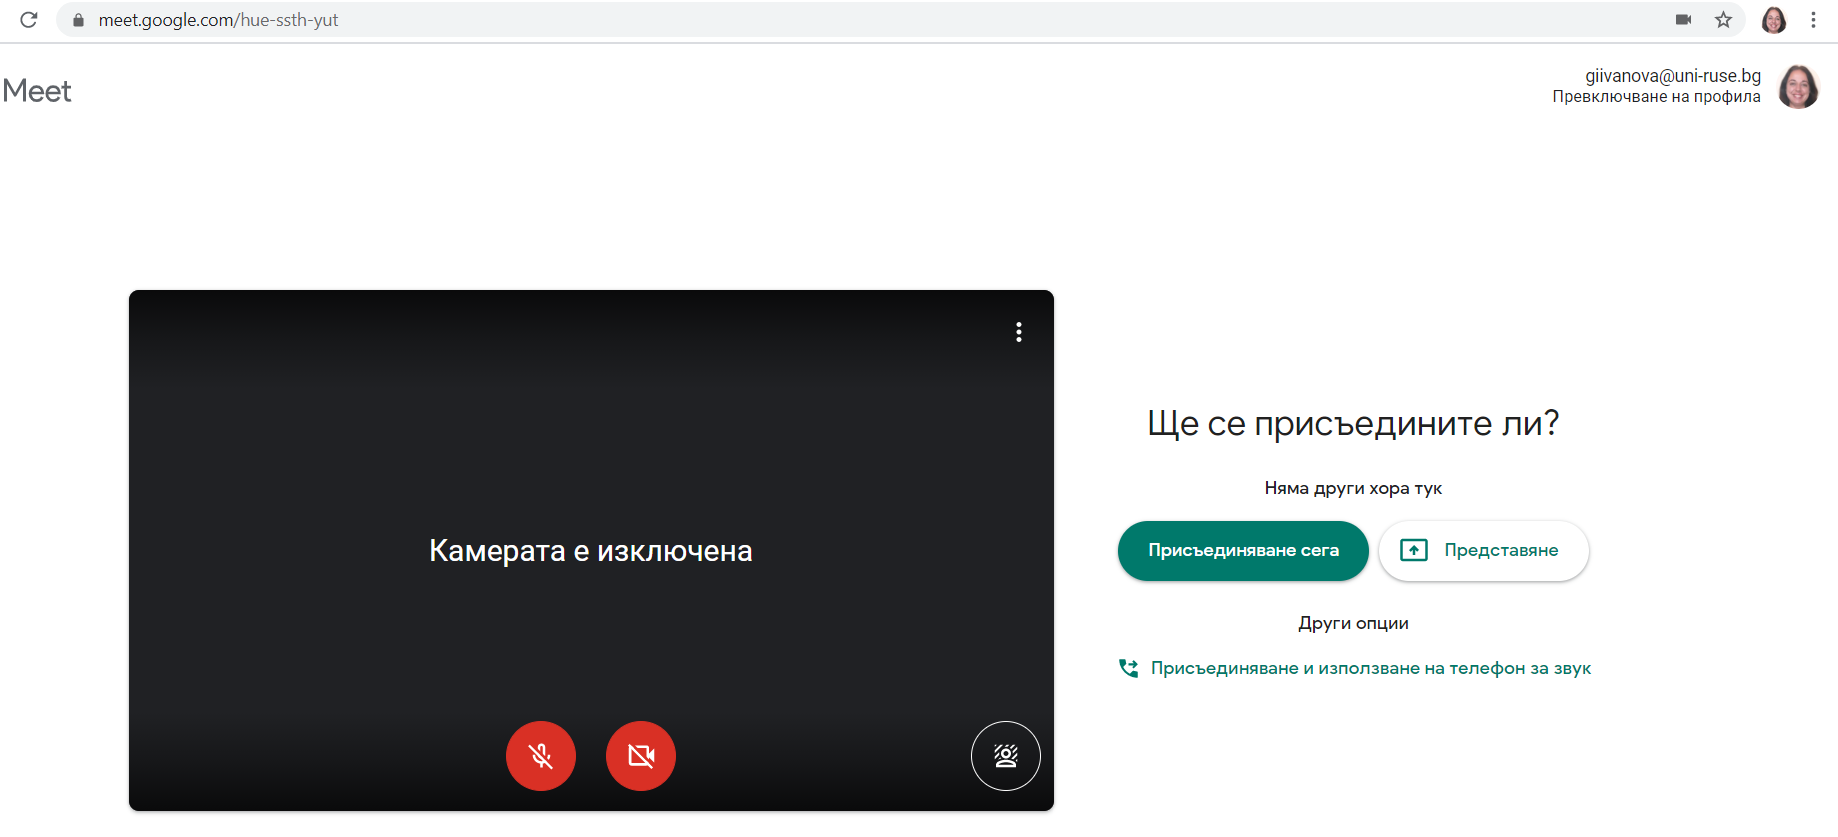 meet.google.com/hue-ssth-yut
Meet
giivanova@uni-ruse.bg
Превключване на профила
Камерата е изключена
Ще се присъедините ли?
Няма други хора тук
Присъединяване сега
Представяне
Други опции
Присъединяване и използване на телефон за звук